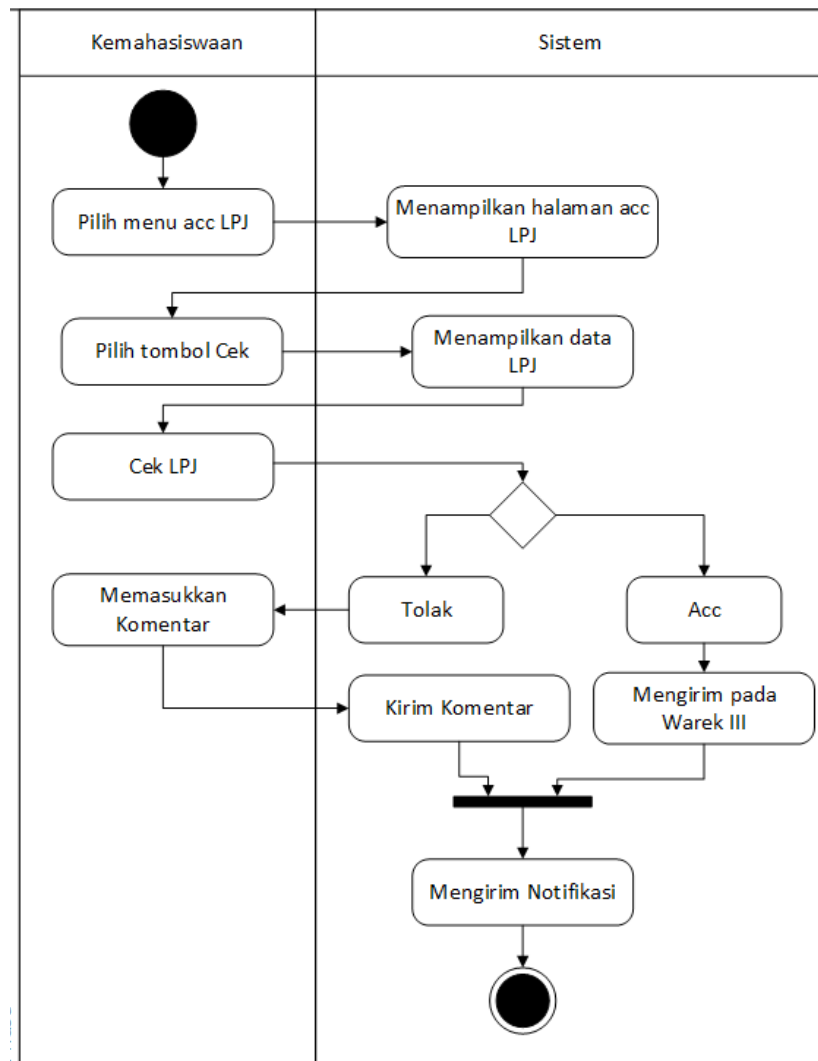 Kemahasiswaan
Sistem
Pilih menu acc LPJ
Menampilkan halaman acc
LPJ
Pilih tombol Cek
Menampilkan data
LPJ
Cek LPJ
Memasukkan
Komentar
Tolak
Acc
Kirim Komentar
Mengirim pada
Warek III
Mengirim Notifikasi